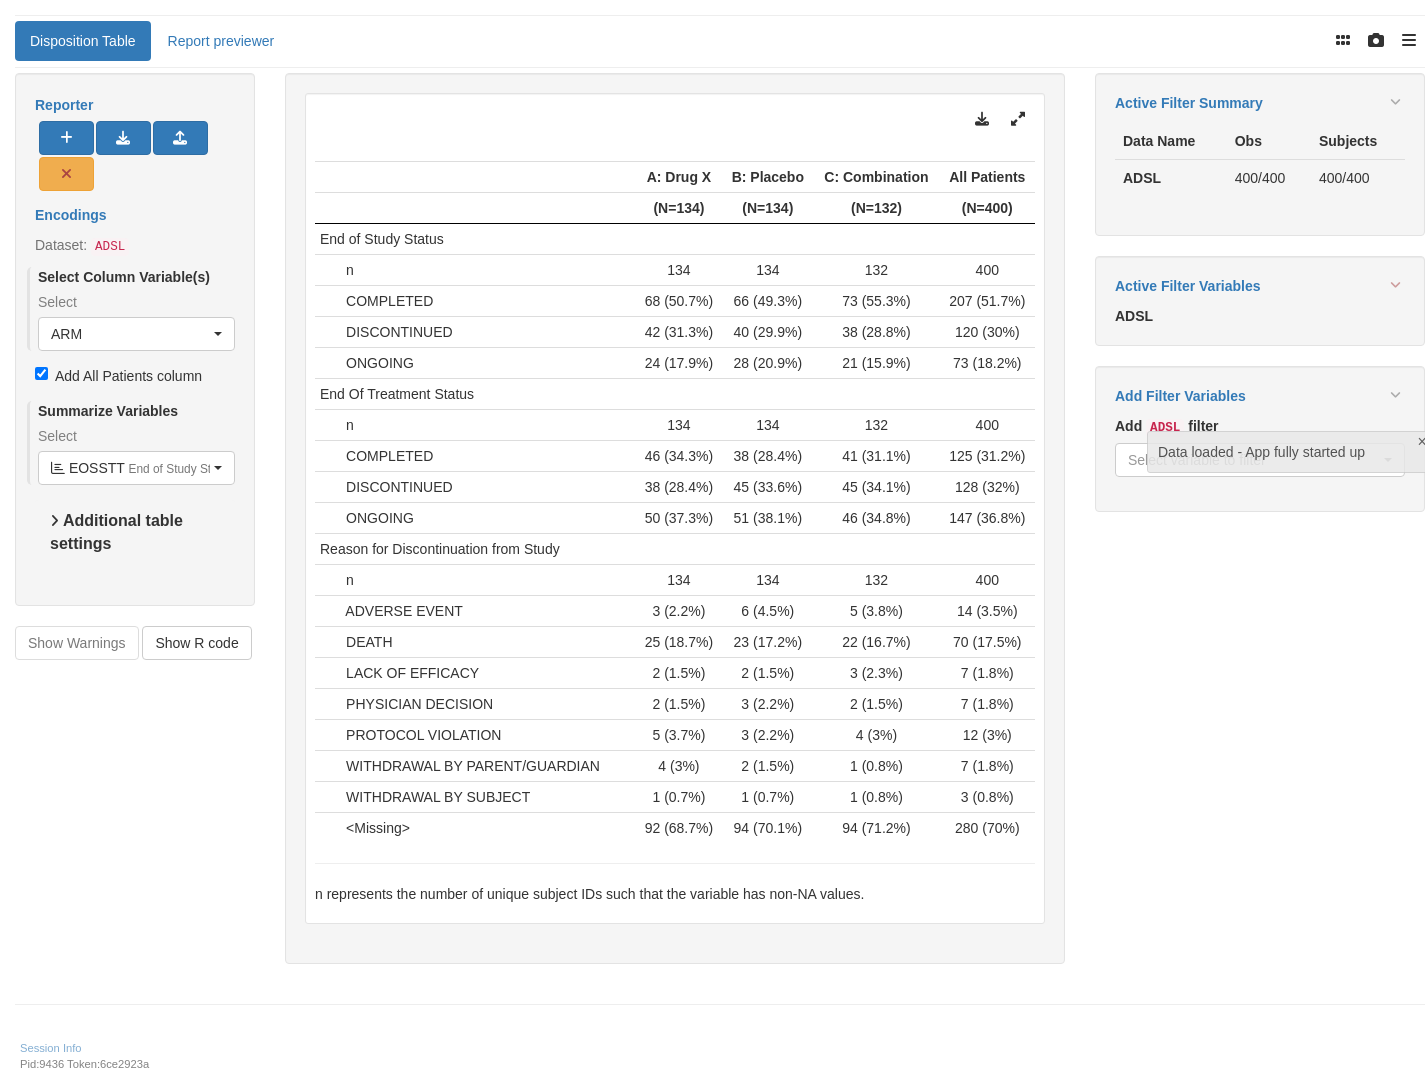 Disposition Table Report previewer
Reporter
Encodings
Dataset: ADSL
Select Column Variable(s)
Select
ARM
Add All Patients column
Summarize Variables
Select
EOSSTT End of Study St
Additional table
settings
Show Warnings Show R code
A: Drug X B: Placebo C: Combination All Patients
(N=134) (N=134) (N=132) (N=400)
End of Study Status
n 134 134 132 400
COMPLETED 68 (50.7%) 66 (49.3%) 73 (55.3%) 207 (51.7%)
DISCONTINUED 42 (31.3%) 40 (29.9%) 38 (28.8%) 120 (30%)
ONGOING 24 (17.9%) 28 (20.9%) 21 (15.9%) 73 (18.2%)
End Of Treatment Status
n 134 134 132 400
COMPLETED 46 (34.3%) 38 (28.4%) 41 (31.1%) 125 (31.2%)
DISCONTINUED 38 (28.4%) 45 (33.6%) 45 (34.1%) 128 (32%)
ONGOING 50 (37.3%) 51 (38.1%) 46 (34.8%) 147 (36.8%)
Reason for Discontinuation from Study
n 134 134 132 400
ADVERSE EVENT 3 (2.2%) 6 (4.5%) 5 (3.8%) 14 (3.5%)
DEATH 25 (18.7%) 23 (17.2%) 22 (16.7%) 70 (17.5%)
LACK OF EFFICACY 2 (1.5%) 2 (1.5%) 3 (2.3%) 7 (1.8%)
PHYSICIAN DECISION 2 (1.5%) 3 (2.2%) 2 (1.5%) 7 (1.8%)
PROTOCOL VIOLATION 5 (3.7%) 3 (2.2%) 4 (3%) 12 (3%)
WITHDRAWAL BY PARENT/GUARDIAN 4 (3%) 2 (1.5%) 1 (0.8%) 7 (1.8%)
WITHDRAWAL BY SUBJECT 1 (0.7%) 1 (0.7%) 1 (0.8%) 3 (0.8%)
<Missing> 92 (68.7%) 94 (70.1%) 94 (71.2%) 280 (70%)
n represents the number of unique subject IDs such that the variable has non-NA values.
Active Filter Summary
Data Name Obs Subjects
ADSL 400/400 400/400
Active Filter Variables
ADSL
Add Filter Variables
Add ADSL filter
Select variable to filter
Data loaded - App fully started up
Session Info
Pid:9436 Token:6ce2923a